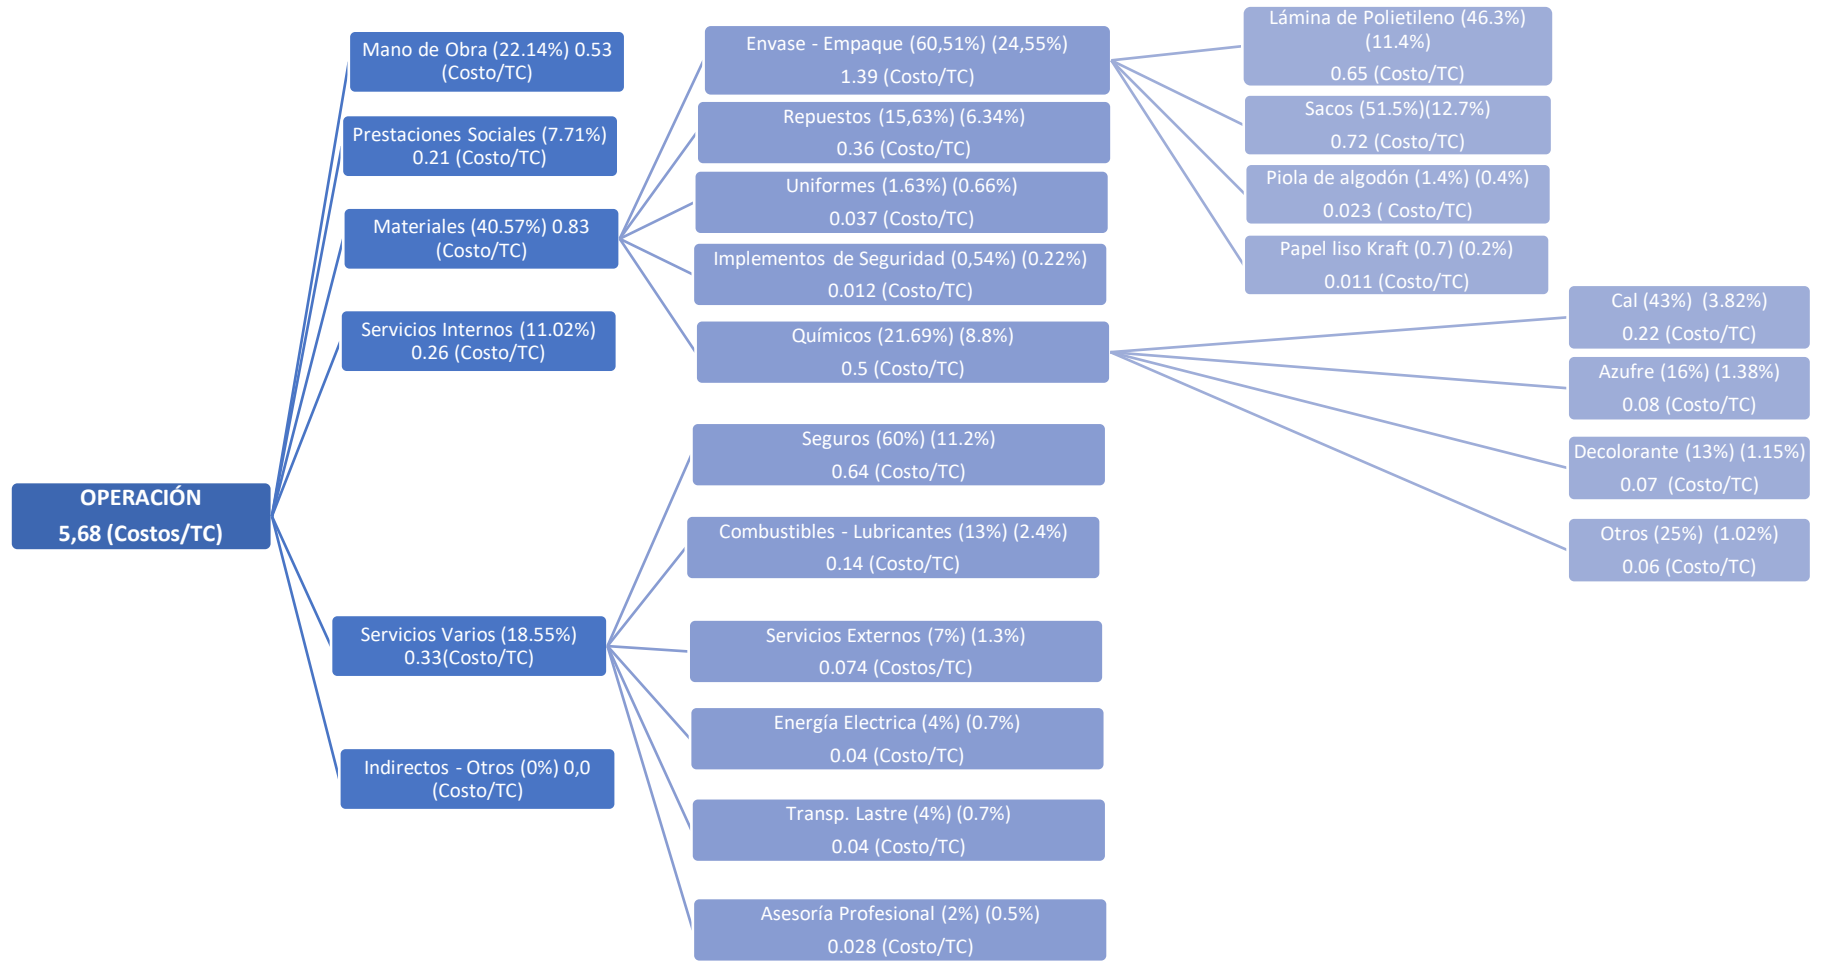 OPERACIÓN
5,68 (Costos/TC)
Mano de Obra (22.14%) 0.53
(Costo/TC)
Prestaciones Sociales (7.71%)
0.21 (Costo/TC)
Materiales (40.57%) 0.83
(Costo/TC)
Servicios Internos (11.02%)
0.26 (Costo/TC)
Servicios Varios (18.55%)
0.33(Costo/TC)
Indirectos - Otros (0%) 0,0
(Costo/TC)
Envase - Empaque (60,51%) (24,55%)
1.39 (Costo/TC)
Repuestos (15,63%) (6.34%)
0.36 (Costo/TC)
Uniformes (1.63%) (0.66%)
0.037 (Costo/TC)
Implementos de Seguridad (0,54%) (0.22%)
0.012 (Costo/TC)
Químicos (21.69%) (8.8%)
0.5 (Costo/TC)
Seguros (60%) (11.2%)
0.64 (Costo/TC)
Combustibles - Lubricantes (13%) (2.4%)
0.14 (Costo/TC)
Servicios Externos (7%) (1.3%)
0.074 (Costos/TC)
Energía Electrica (4%) (0.7%)
0.04 (Costo/TC)
Transp. Lastre (4%) (0.7%)
0.04 (Costo/TC)
Asesoría Profesional (2%) (0.5%)
0.028 (Costo/TC)
Lámina de Polietileno (46.3%)
(11.4%)
0.65 (Costo/TC)
Sacos (51.5%)(12.7%)
0.72 (Costo/TC)
Piola de algodón (1.4%) (0.4%)
0.023 ( Costo/TC)
Papel liso Kraft (0.7) (0.2%)
0.011 (Costo/TC)
Cal (43%) (3.82%)
0.22 (Costo/TC)
Azufre (16%) (1.38%)
0.08 (Costo/TC)
Decolorante (13%) (1.15%)
0.07 (Costo/TC)
Otros (25%) (1.02%)
0.06 (Costo/TC)